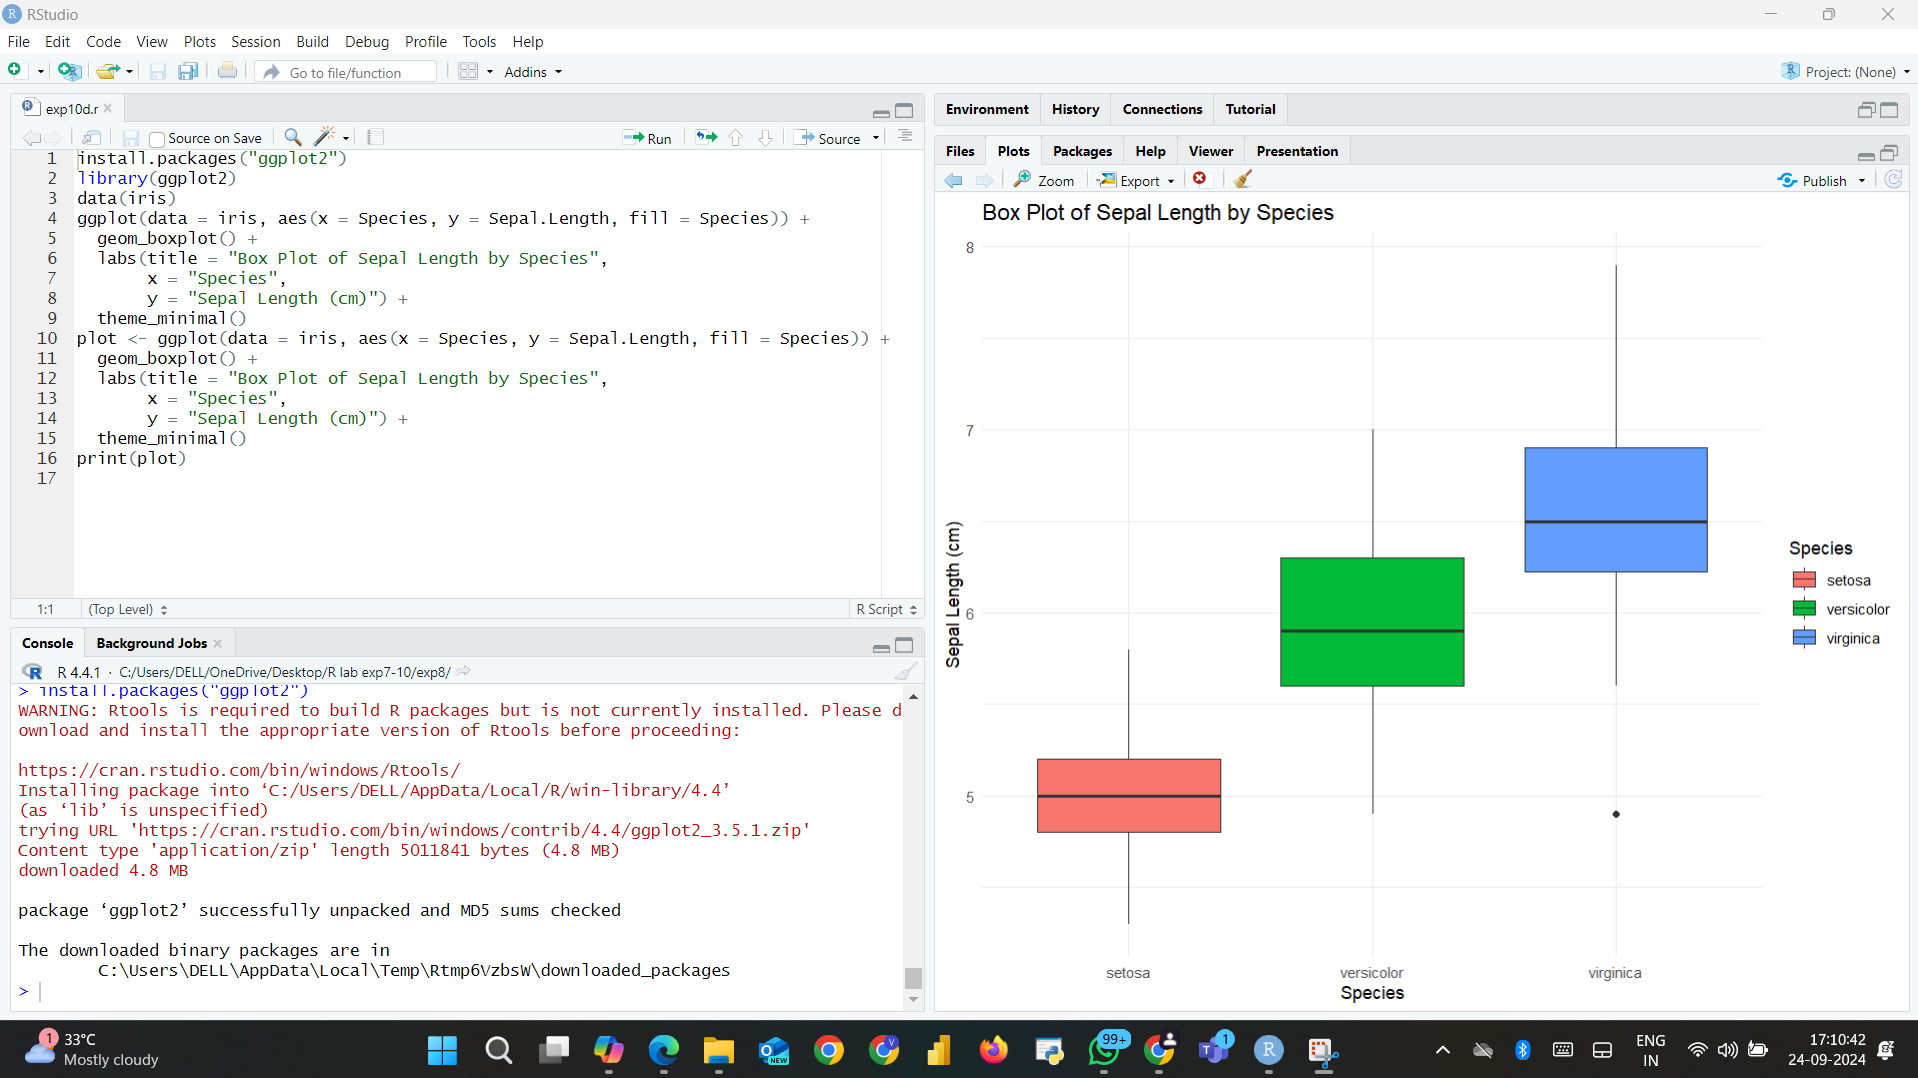 RStudio
File Edit Code View Plots Session Build Debug Profile Tools Help
Go to file/function Addins Project: (None)
exp10d.r
Source on Save Run Source
1 install.packages("ggplot2")
2 library(ggplot2)
3 data(iris)
4 ggplot(data = iris, aes(x = Species, y = Sepal.Length, fill = Species)) +
5 geom_boxplot() +
6 labs(title = "Box Plot of Sepal Length by Species",
7 x = "Species",
8 y = "Sepal Length (cm)") +
9 theme_minimal()
10 plot <- ggplot(data = iris, aes(x = Species, y = Sepal.Length, fill = Species)) +
11 geom_boxplot() +
12 labs(title = "Box Plot of Sepal Length by Species",
13 x = "Species",
14 y = "Sepal Length (cm)") +
15 theme_minimal()
16 print(plot)
17
1:1 (Top Level) R Script
Console Background Jobs
R 4.4.1 · C:/Users/DELL/OneDrive/Desktop/R lab exp7-10/exp8/
> install.packages("ggplot2")
WARNING: Rtools is required to build R packages but is not currently installed. Please d
ownload and install the appropriate version of Rtools before proceeding:
https://cran.rstudio.com/bin/windows/Rtools/
Installing package into ‘C:/Users/DELL/AppData/Local/R/win-library/4.4’
(as ‘lib’ is unspecified)
trying URL 'https://cran.rstudio.com/bin/windows/contrib/4.4/ggplot2_3.5.1.zip'
Content type 'application/zip' length 5011841 bytes (4.8 MB)
downloaded 4.8 MB
package ‘ggplot2’ successfully unpacked and MD5 sums checked
The downloaded binary packages are in
C:\Users\DELL\AppData\Local\Temp\Rtmp6VzbsW\downloaded_packages
>
Environment History Connections Tutorial
Files Plots Packages Help Viewer Presentation
Zoom Export Publish
Box Plot of Sepal Length by Species
8
7
6
5
Sepal Length (cm)
setosa versicolor virginica
Species
Species
setosa
versicolor
virginica
1 33°C
Mostly cloudy
NEW
V
99+
1
R
ENG
IN
17:10:42
24-09-2024